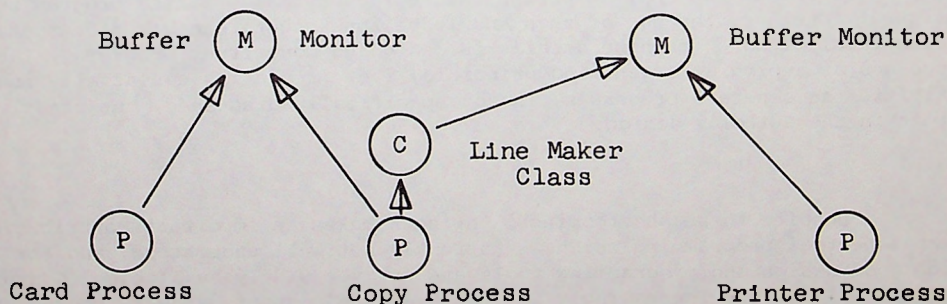 Buffer M Monitor
M Buffer Monitor
C
Line Maker
Class
P
P
P
Card Process
Copy Process
Printer Process